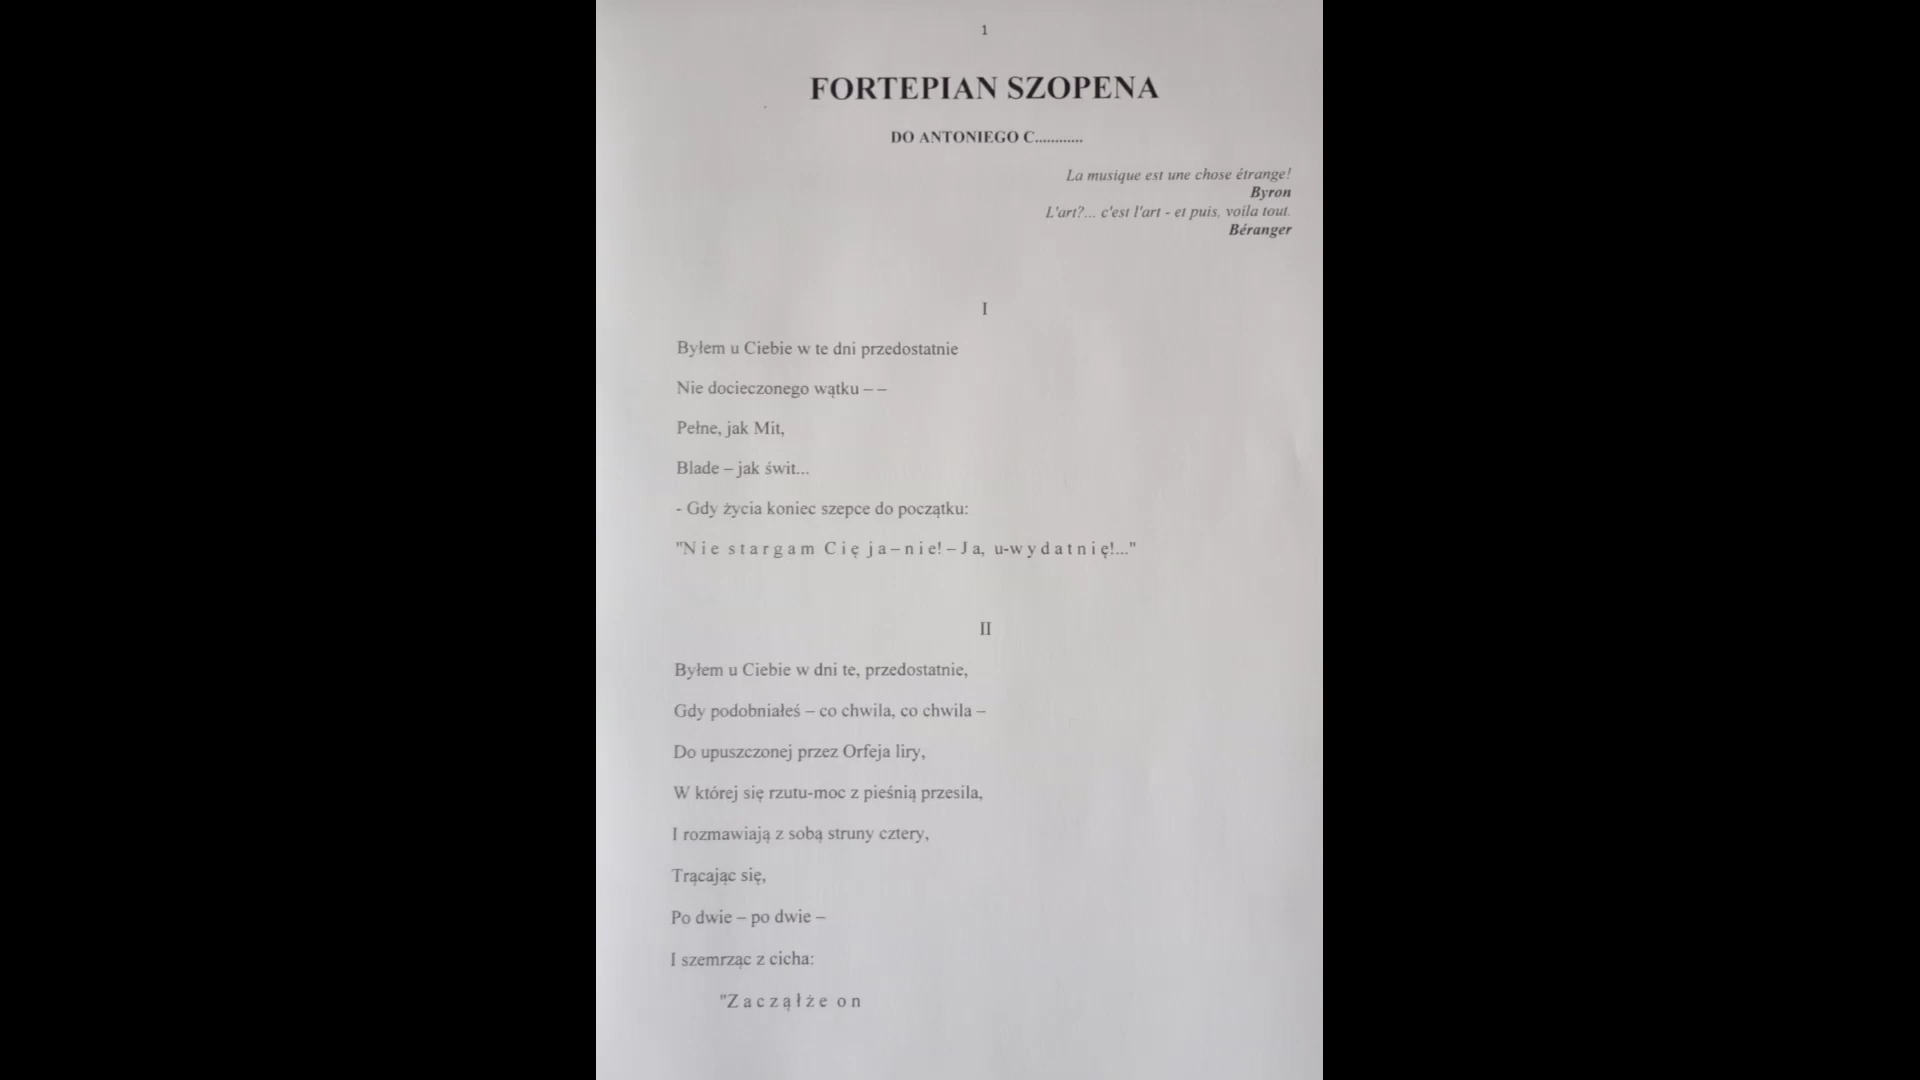 1
FORTEPIAN SZOPENA
DO ANTONIEGO C............
La musique est une chose étrange!
Byron
L'art?... c'est l'art - et puis, voila tout.
Béranger
I
Byłem u Ciebie w te dni przedostatnie
Nie docieczonego wątku – –
Pełne, jak Mit,
Blade – jak świt...
- Gdy życia koniec szepce do początku:
"N i e  s t a r g a m  C i ę  j a – n i e! – J a,  u-w y d a t n i ę!..."
II
Byłem u Ciebie w dni te, przedostatnie,
Gdy podobniałeś – co chwila, co chwila –
Do upuszczonej przez Orfeja liry,
W której się rzutu-moc z pieśnią przesila,
I rozmawiają z sobą struny cztery,
Trącając się,
Po dwie – po dwie –
I szemrząc z cicha:
"Z a c z ą ł ż e  o n